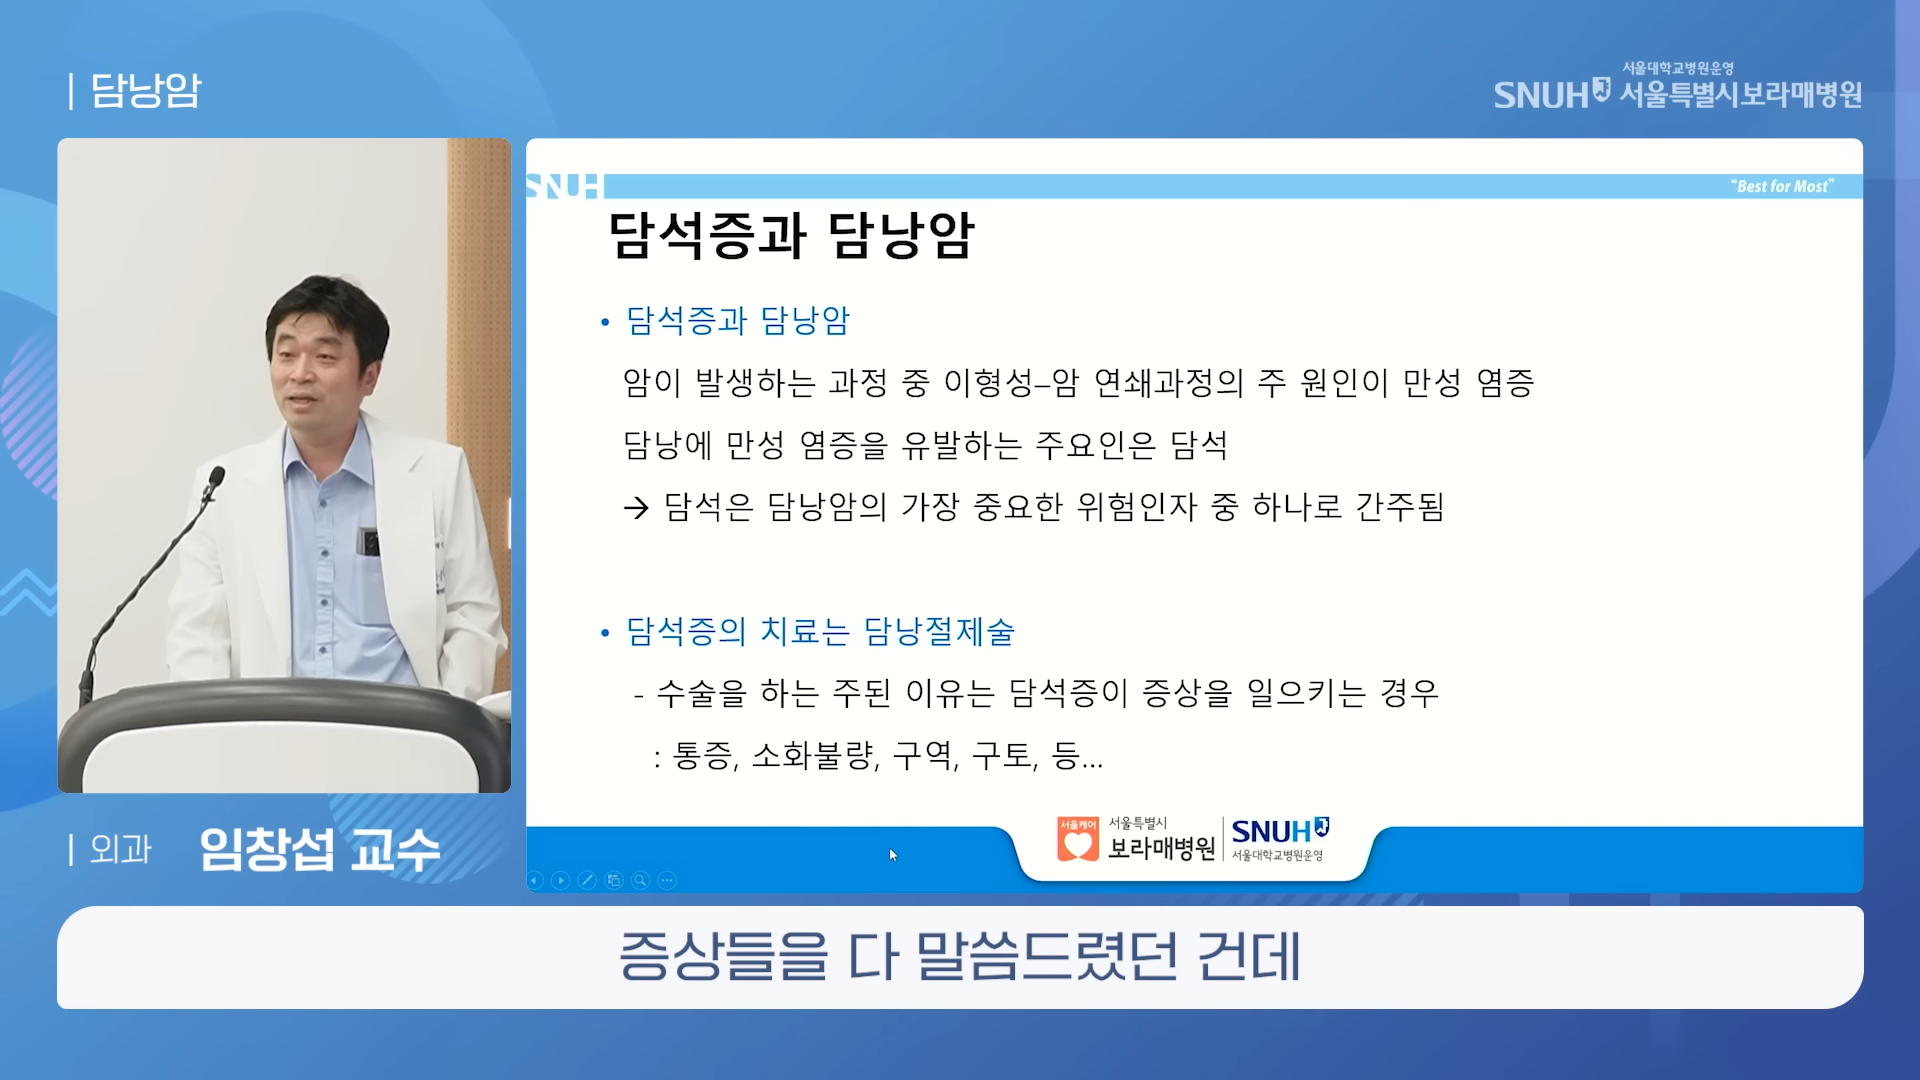 담낭암
서울대학교병원운영
SNUH 서울특별시보라매병원
SNUH
"Best for Most"
담석증과 담낭암
• 담석증과 담낭암
암이 발생하는 과정 중 이형성–암 연쇄과정의 주 원인이 만성 염증
담낭에 만성 염증을 유발하는 주요인은 담석
→ 담석은 담낭암의 가장 중요한 위험인자 중 하나로 간주됨
• 담석증의 치료는 담낭절제술
- 수술을 하는 주된 이유는 담석증이 증상을 일으키는 경우
: 통증, 소화불량, 구역, 구토, 등...
서울케어
서울특별시
보라매병원
SNUH
서울대학교병원운영
외과 임창섭 교수
증상들을 다 말씀드렸던 건데